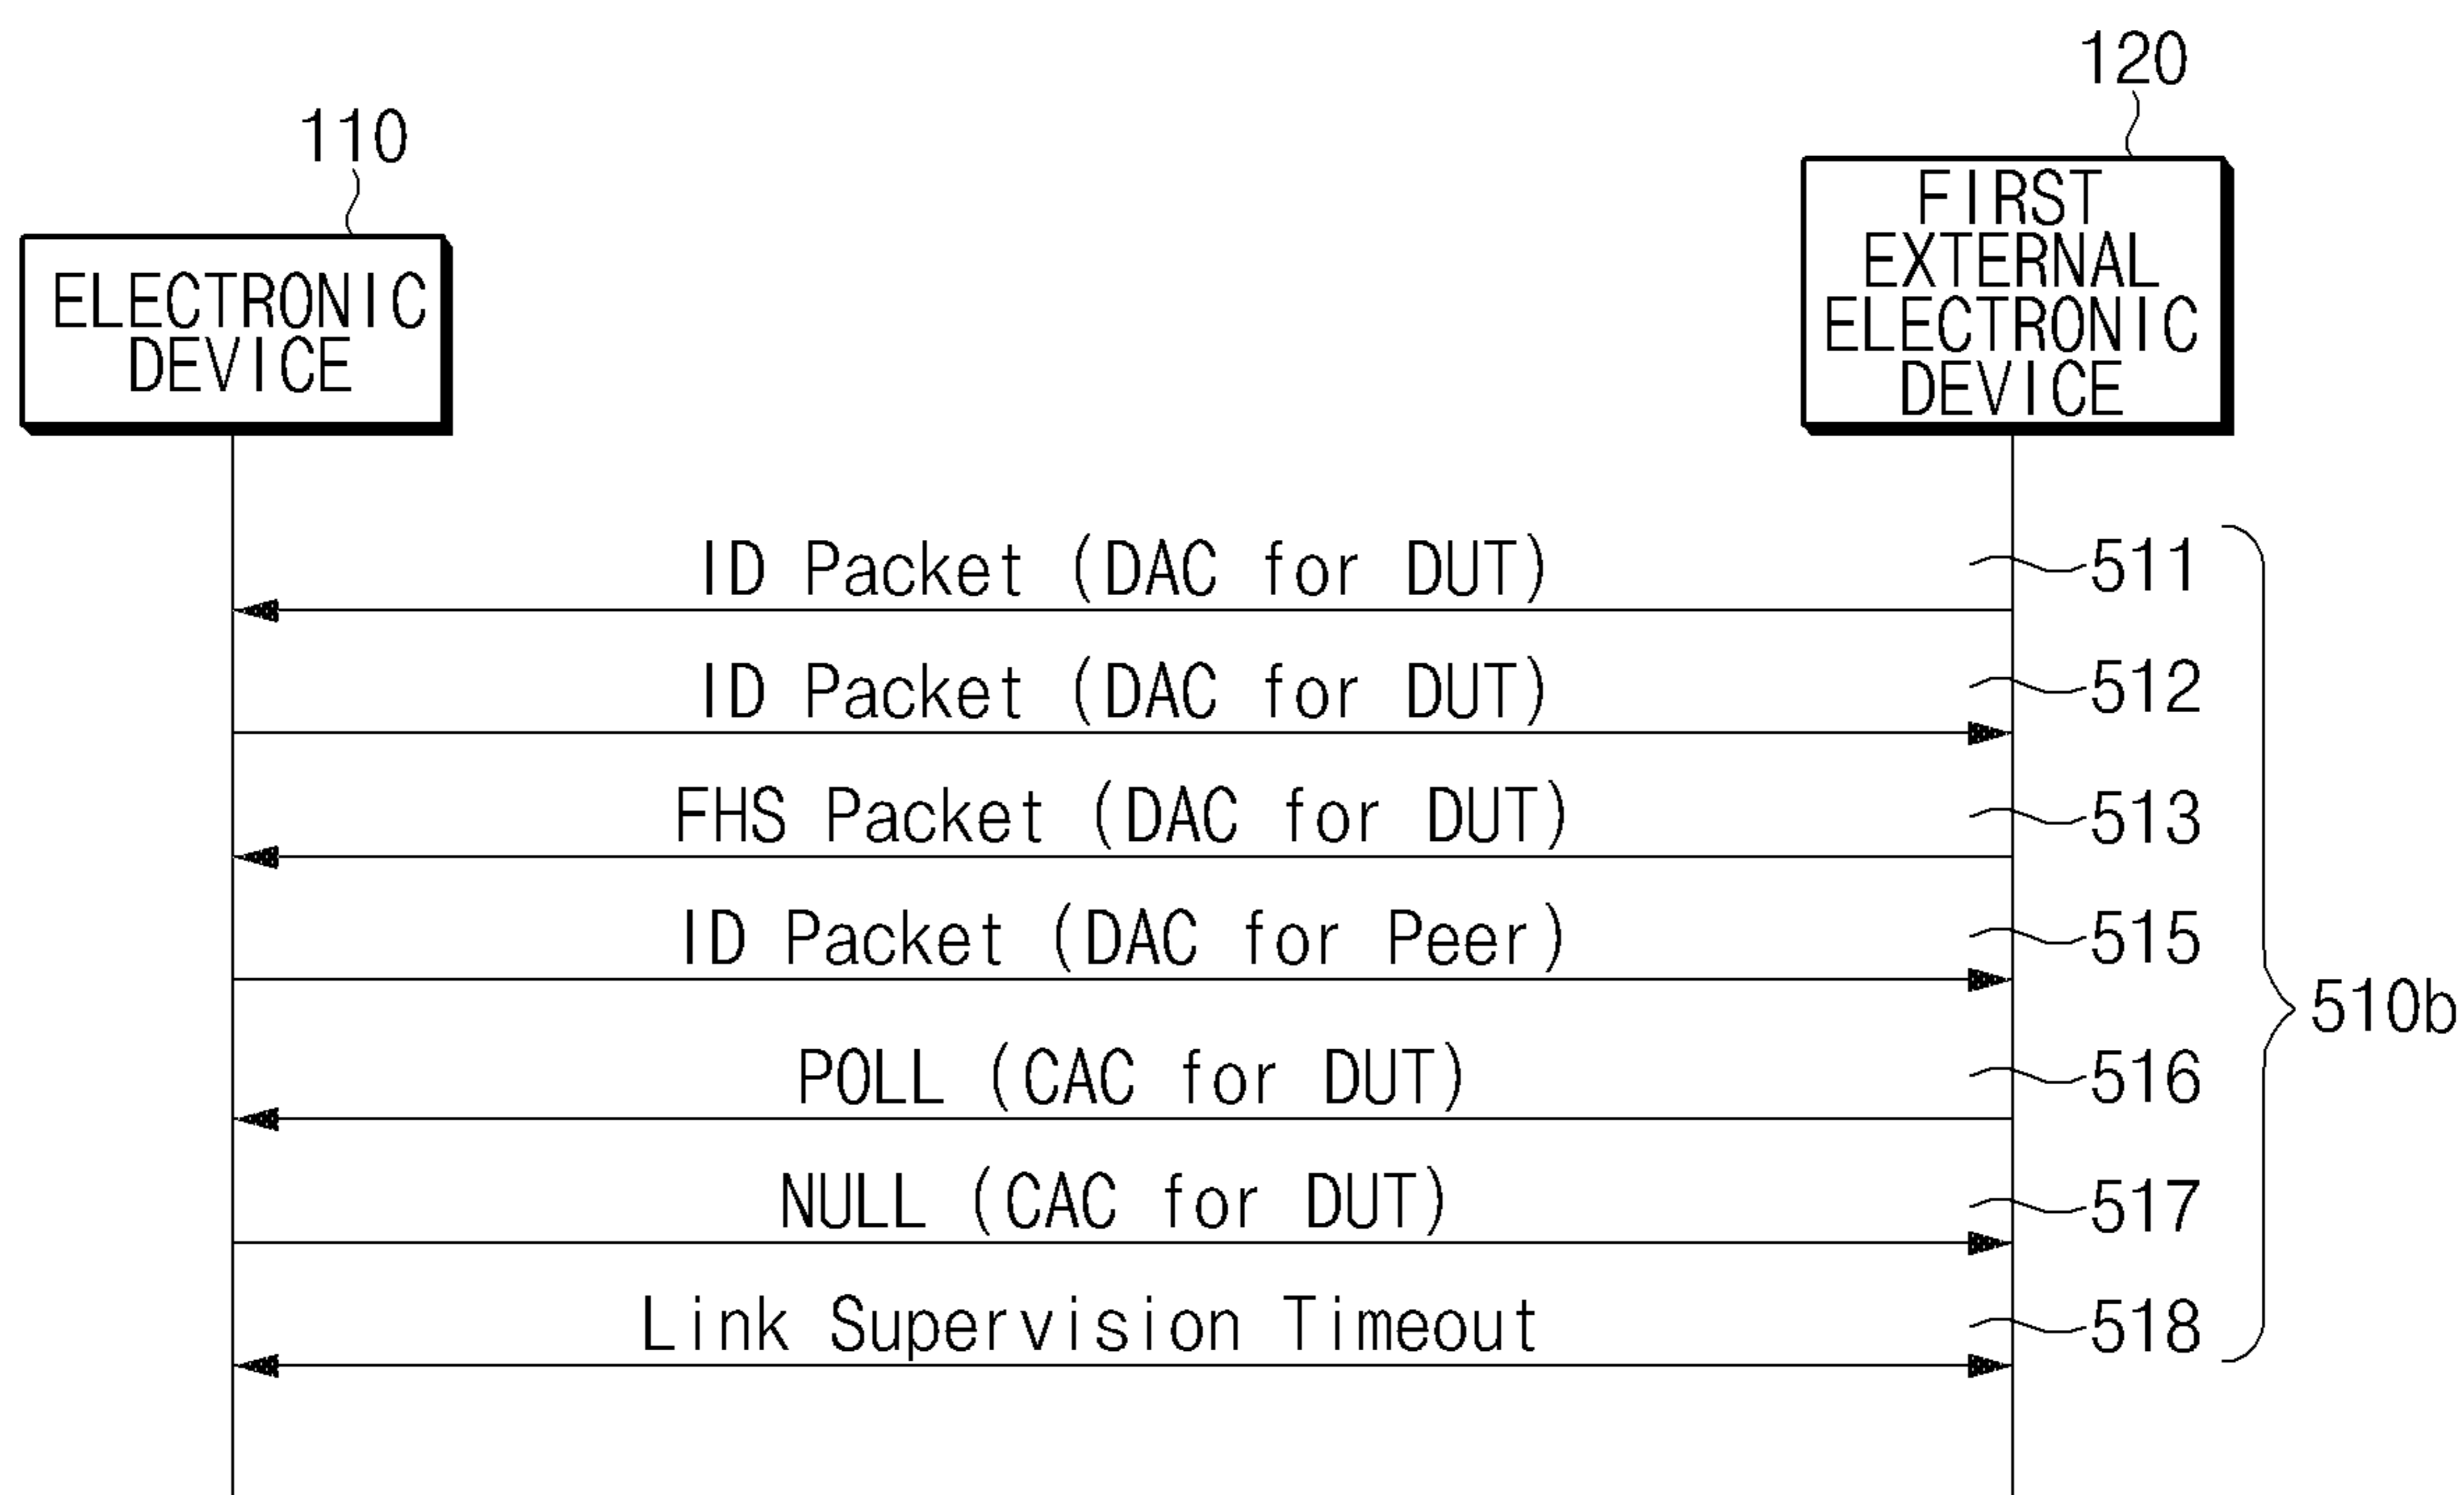 120
110
FIRST
EXTERNAL
ELECTRONIC
DEVICE
ELECTRONIC
DEVICE
ID Packet (DAC for DUT)
511
ID Packet (DAC for DUT)
512
FHS Packet (DAC for DUT)
513
ID Packet (DAC for Peer)
515
510b
POLL (CAC for DUT)
516
NULL (CAC for DUT)
517
Link Supervision Timeout
518